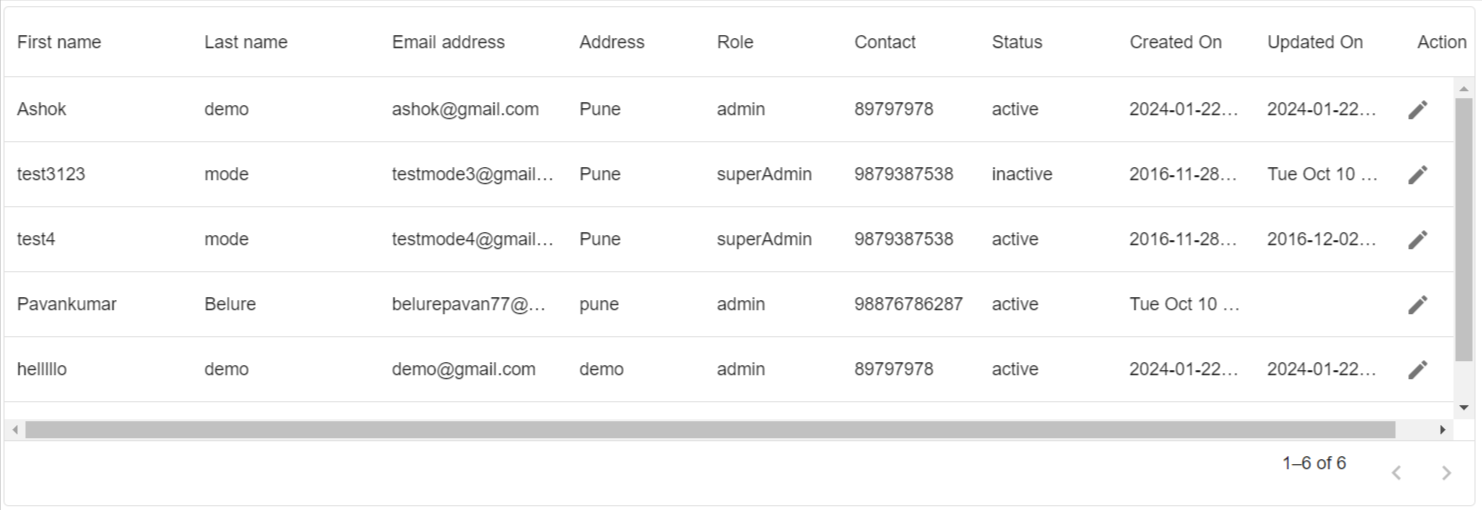 First name Last name Email address Address Role Contact Status Created On Updated On Action
Ashok demo ashok@gmail.com Pune admin 89797978 active 2024-01-22... 2024-01-22...
test3123 mode testmode3@gmail... Pune superAdmin 9879387538 inactive 2016-11-28... Tue Oct 10 ...
test4 mode testmode4@gmail... Pune superAdmin 9879387538 active 2016-11-28... 2016-12-02...
Pavankumar Belure belurepavan77@... pune admin 98876786287 active Tue Oct 10 ...
helllllo demo demo@gmail.com demo admin 89797978 active 2024-01-22... 2024-01-22...
1–6 of 6